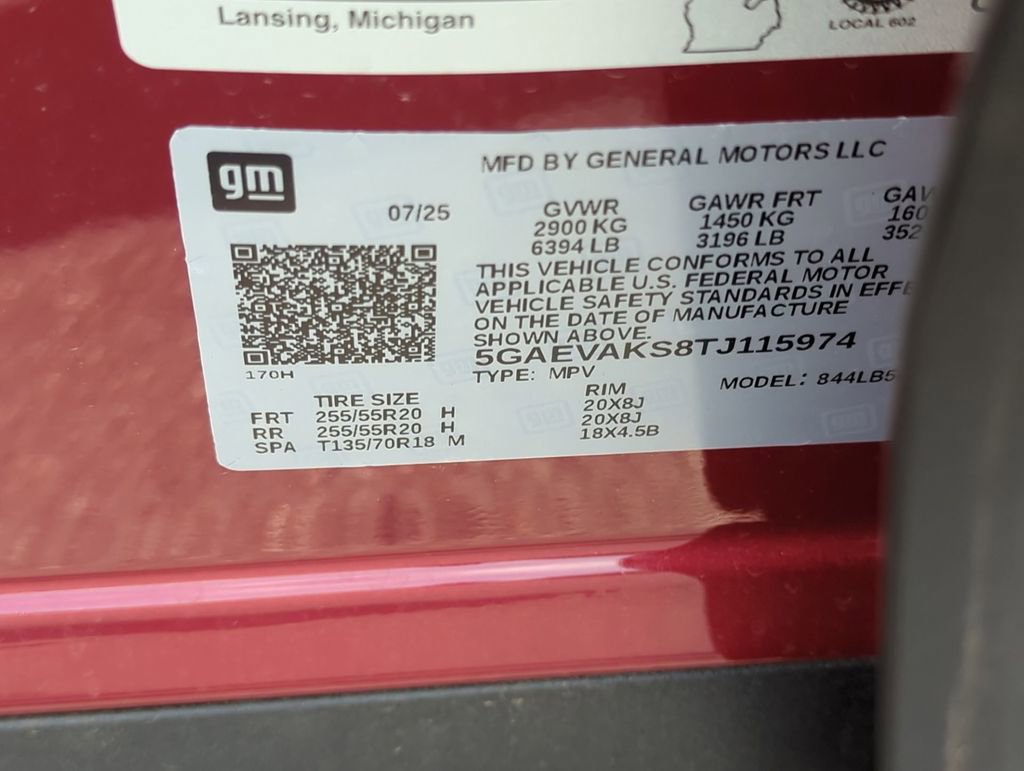 Lansing, Michigan
LOCAL 602
gm
MFD BY GENERAL MOTORS LLC
07/25
GVWR GAWR FRT GAW
2900 KG 1450 KG 160
6394 LB 3196 LB 352
THIS VEHICLE CONFORMS TO ALL
APPLICABLE U.S. FEDERAL MOTOR
VEHICLE SAFETY STANDARDS IN EFFE
ON THE DATE OF MANUFACTURE
SHOWN ABOVE.
5GAEVAKS8TJ115974
170H
TYPE: MPV MODEL: 844LB5
TIRE SIZE RIM
FRT 255/55R20 H 20X8J
RR 255/55R20 H 20X8J
SPA T135/70R18 M 18X4.5B